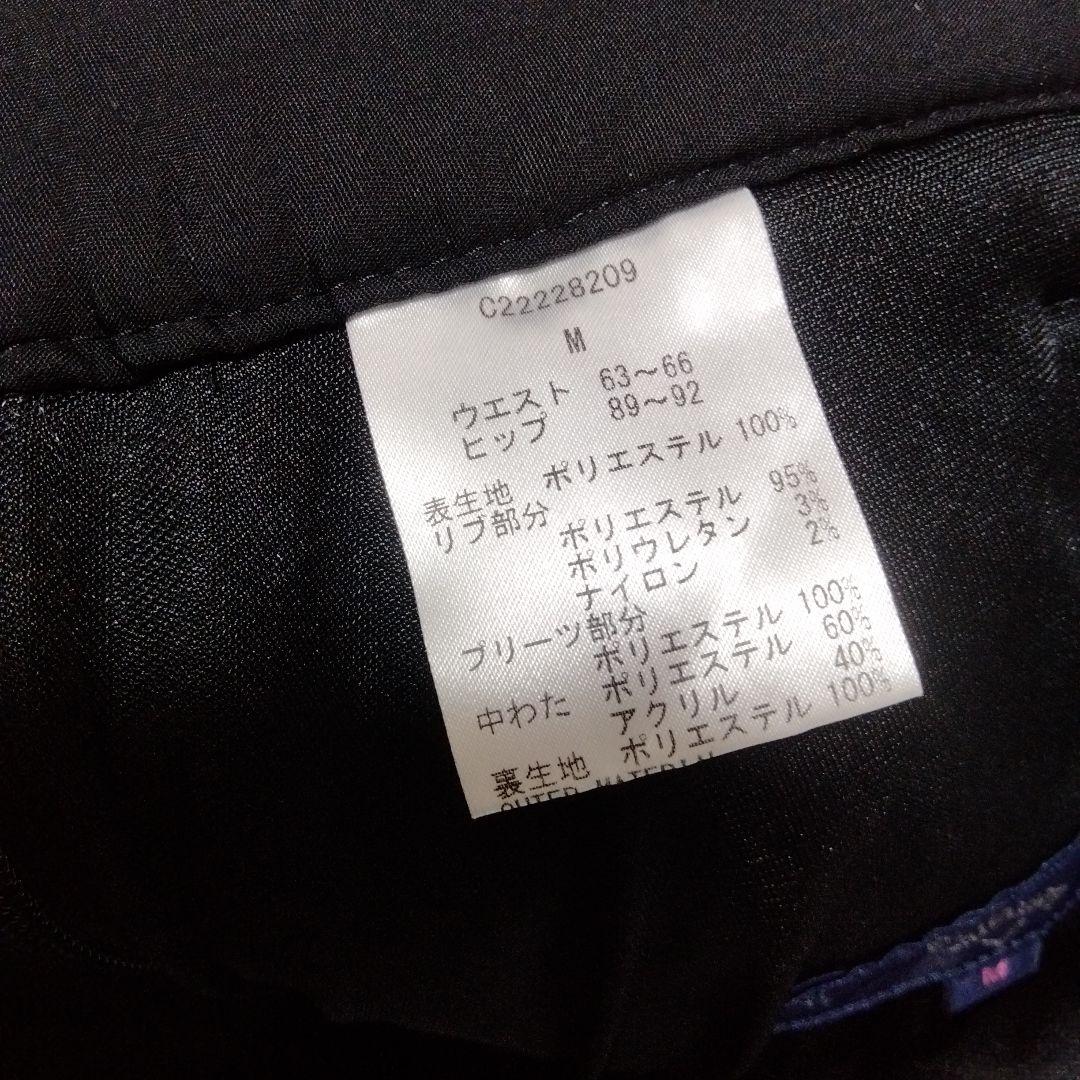 C22228209
M
ウエスト 63～66
ヒップ 89～92
表生地 ポリエステル 100%
リブ部分
ポリエステル 95%
ポリウレタン 3%
ナイロン 2%
プリーツ部分
ポリエステル 100%
中わた ポリエステル 60%
アクリル 40%
裏生地 ポリエステル 100%
M